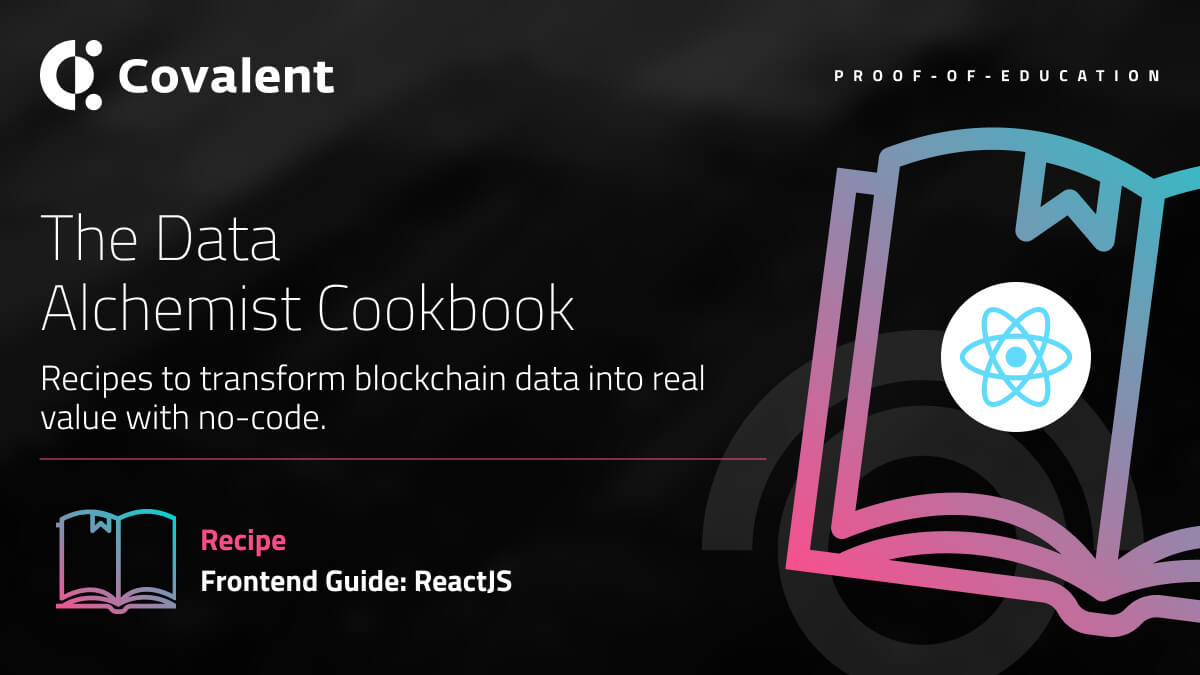 Covalent
PROOF-OF-EDUCATION
The Data
Alchemist Cookbook
Recipes to transform blockchain data into real
value with no-code.
Recipe
Frontend Guide: ReactJS